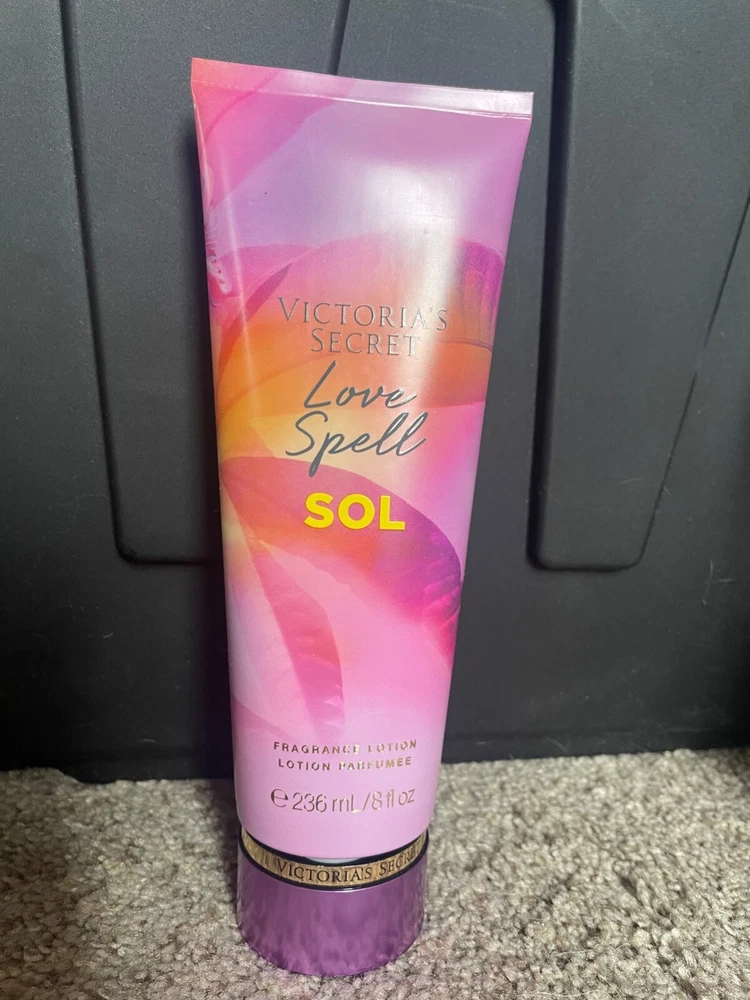 VICTORIA'S
SECRET
Love
Spell
SOL
FRAGRANCE LOTION
LOTION PARFUMÉE
℮ 236 mL/8 fl oz
VICTORIA'S SECRET